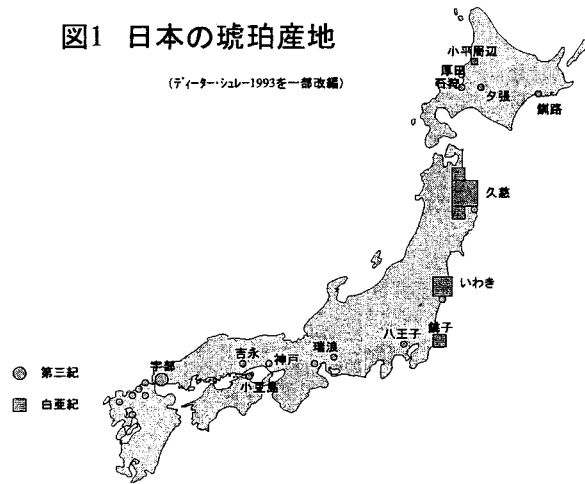 図1 日本の琥珀産地
(ディーター・シュレー1993を一部改編)
小平周辺
厚田
石狩
夕張
釧路
久慈
いわき
八王子
銚子
瑞浪
神戸
吉永
小豆島
宇部
第三紀
白亜紀